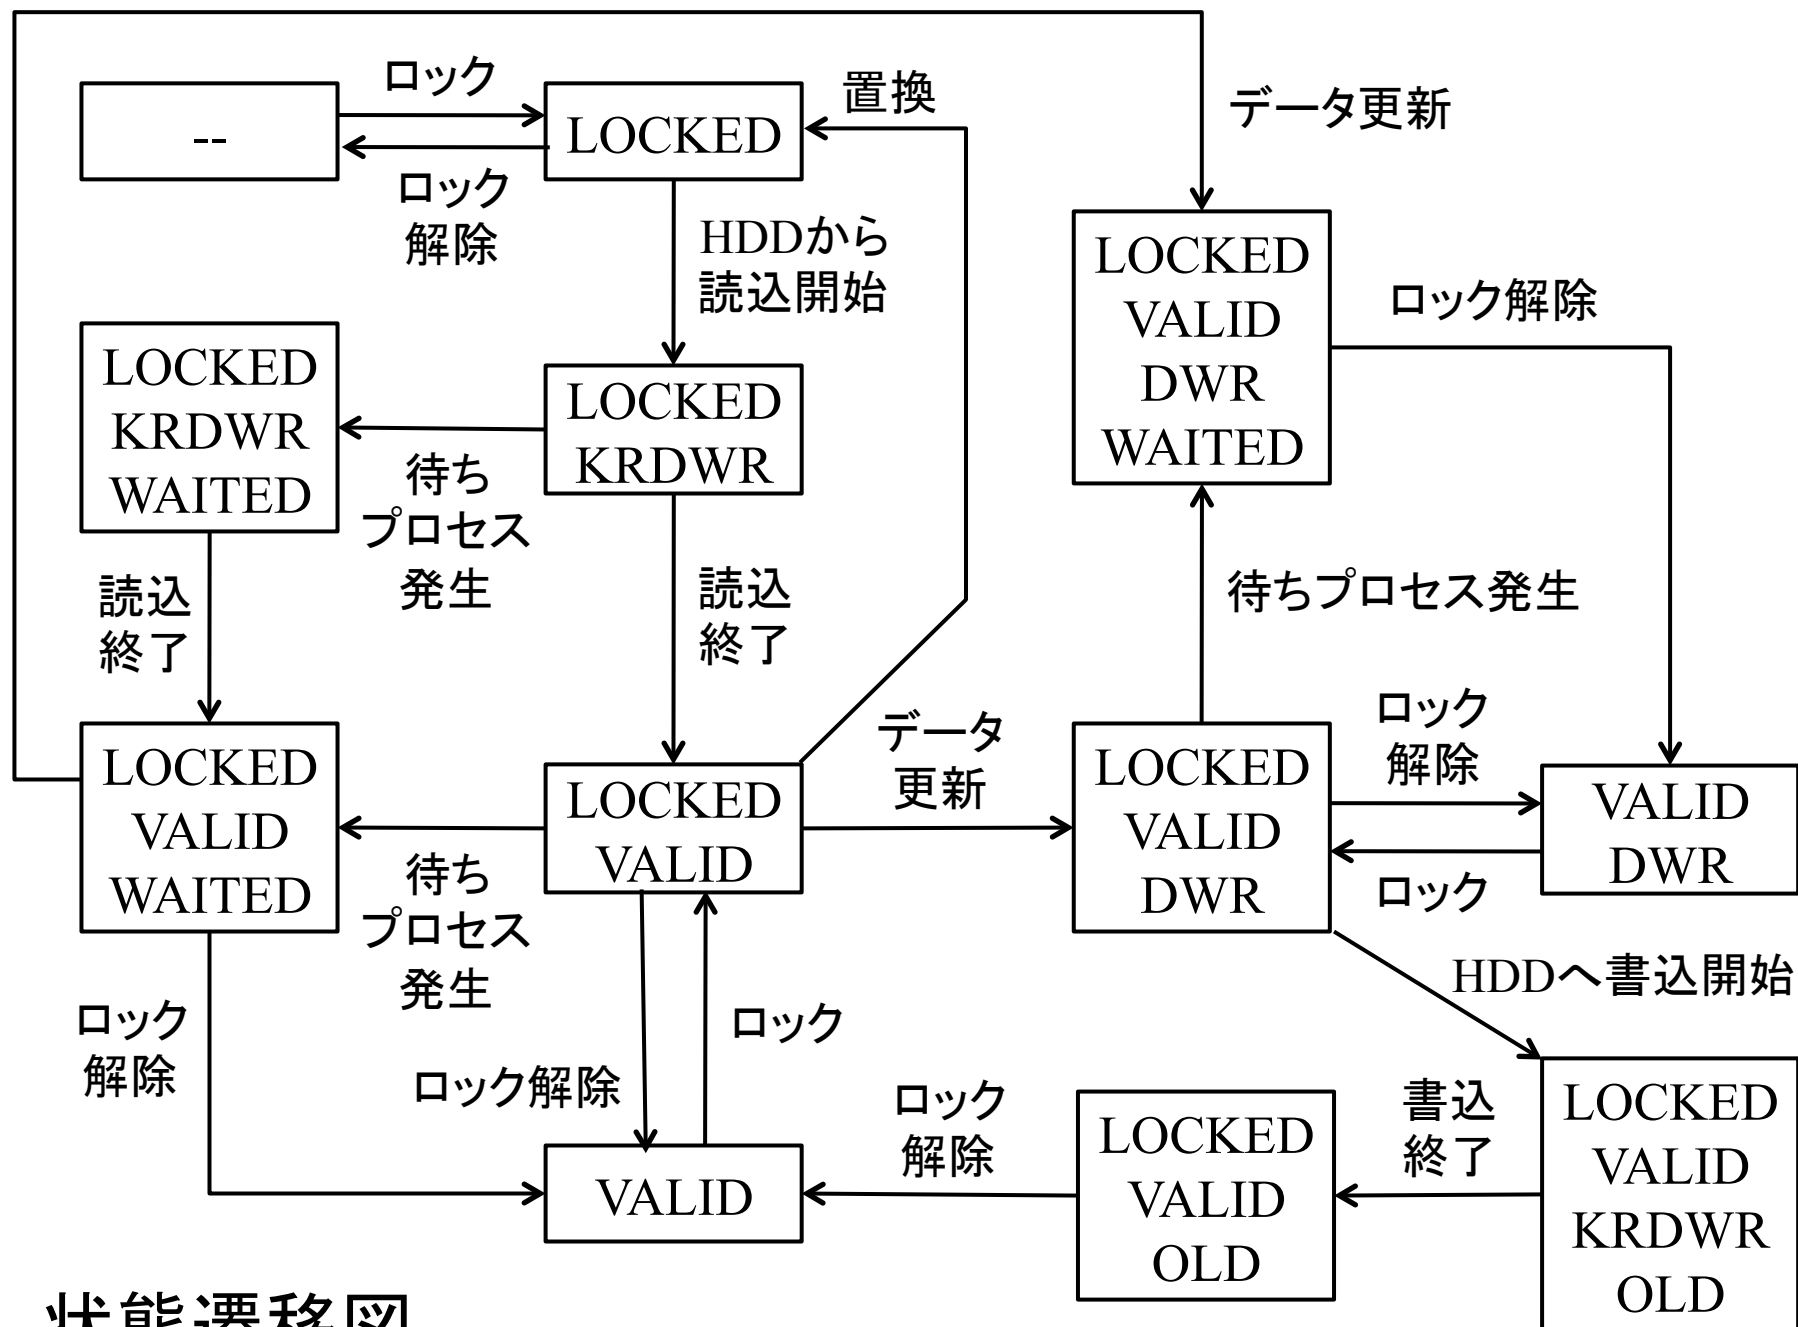 ロック
置換
データ更新
--
LOCKED
ロック
解除
HDDから
読込開始
LOCKED
VALID
DWR
WAITED
ロック解除
LOCKED
KRDWR
WAITED
LOCKED
KRDWR
待ち
プロセス
発生
読込
終了
読込
終了
待ちプロセス発生
ロック
解除
データ
更新
LOCKED
VALID
WAITED
LOCKED
VALID
LOCKED
VALID
DWR
VALID
DWR
ロック
待ち
プロセス
発生
HDDへ書込開始
ロック
解除
ロック
ロック解除
ロック
解除
書込
終了
VALID
LOCKED
VALID
OLD
LOCKED
VALID
KRDWR
OLD
状態遷移図